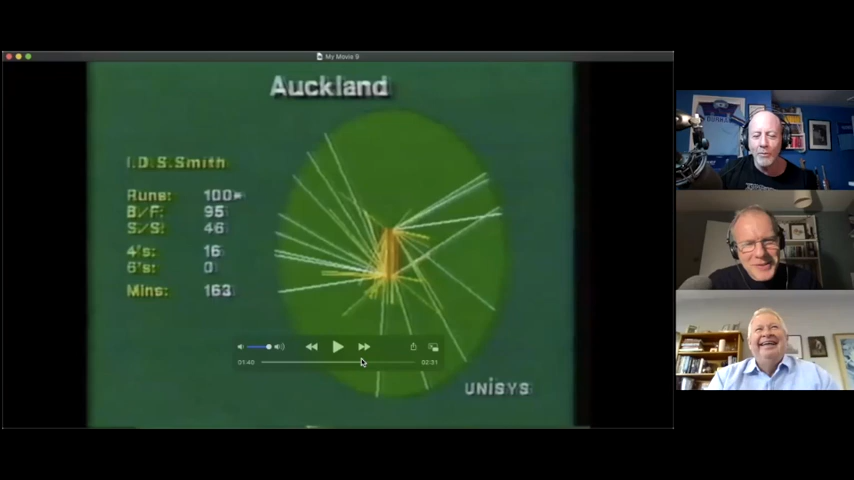 My Movie 9
Auckland
I.D.S.Smith
Runs: 100*
B/F: 95
S/S: 46
4's: 16
6's: 0
Mins: 163
01:40
02:31
UNiSYS